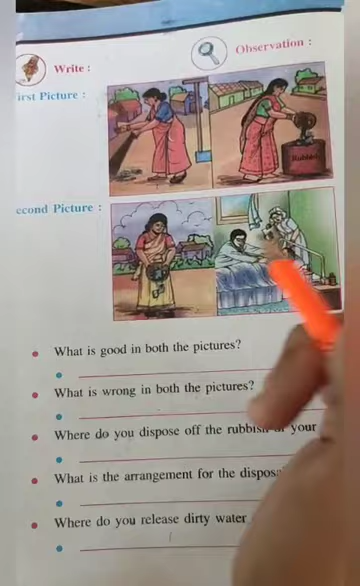 Observation :
Write :
irst Picture :
Rubbis
econd Picture :
What is good in both the pictures?
What is wrong in both the pictures?
Where do you dispose off the rubbish your
What is the arrangement for the
Where do you release dirty water